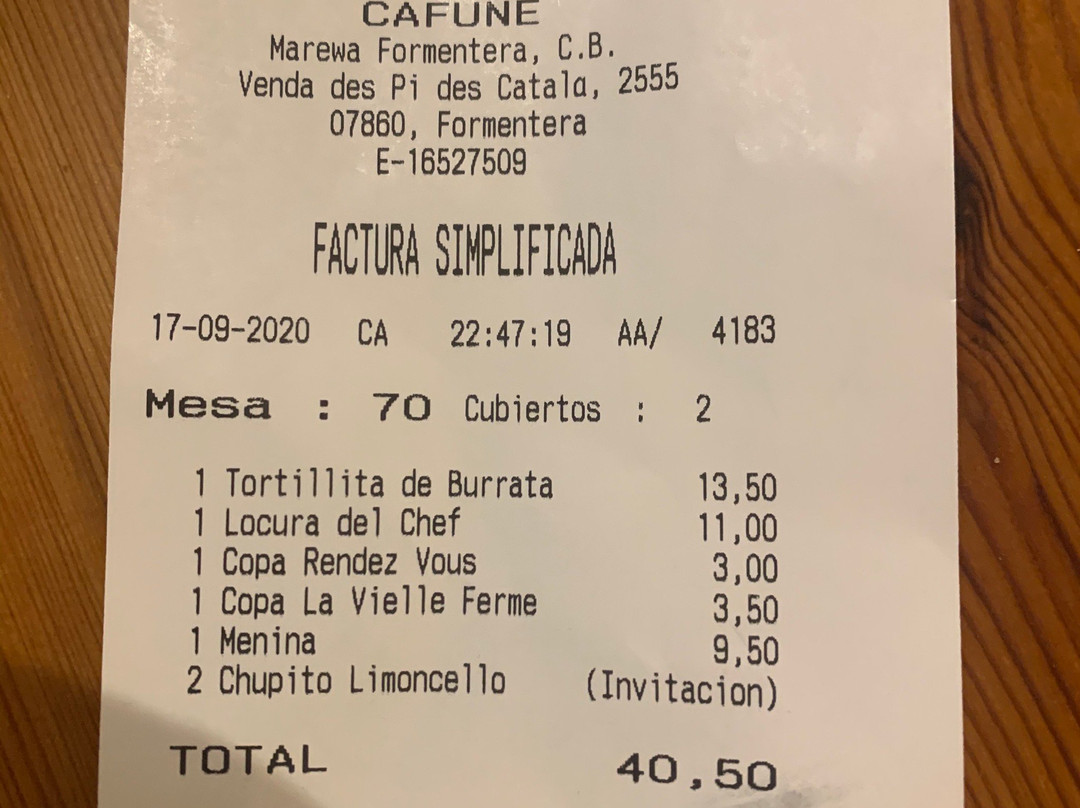 CAFUNE
Marewa Formentera, C.B.
Venda des Pi des Catala, 2555
07860, Formentera
E-16527509
FACTURA SIMPLIFICADA
17-09-2020 CA 22:47:19 AA/ 4183
Mesa : 70 Cubiertos : 2
1 Tortillita de Burrata 13,50
1 Locura del Chef 11,00
1 Copa Rendez Vous 3,00
1 Copa La Vielle Ferme 3,50
1 Menina 9,50
2 Chupito Limoncello (Invitacion)
TOTAL 40,50